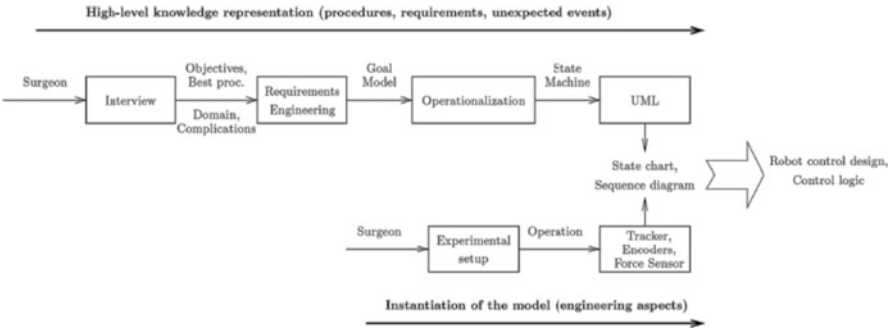 High-level knowledge representation (procedures, requirements, unexpected events)
Surgeon
Interview
Objectives,
Best proc.
Domain,
Complications
Requirements
Engineering
Goal
Model
Operationalization
State
Machine
UML
State chart,
Sequence diagram
Robot control design,
Control logic
Surgeon
Experimental
setup
Operation
Tracker,
Encoders,
Force Sensor
Instantiation of the model (engineering aspects)